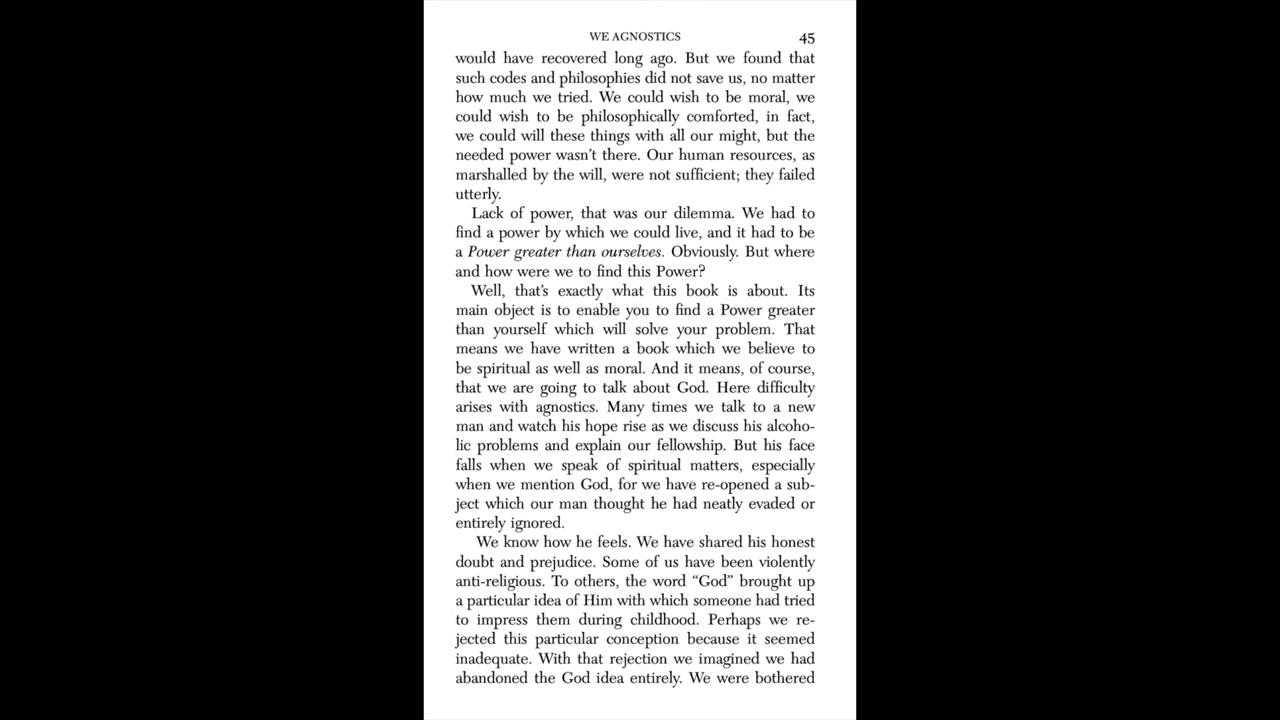 WE AGNOSTICS 45
would have recovered long ago. But we found that
such codes and philosophies did not save us, no matter
how much we tried. We could wish to be moral, we
could wish to be philosophically comforted, in fact,
we could will these things with all our might, but the
needed power wasn’t there. Our human resources, as
marshalled by the will, were not sufficient; they failed
utterly.
Lack of power, that was our dilemma. We had to
find a power by which we could live, and it had to be
a Power greater than ourselves. Obviously. But where
and how were we to find this Power?
Well, that’s exactly what this book is about. Its
main object is to enable you to find a Power greater
than yourself which will solve your problem. That
means we have written a book which we believe to
be spiritual as well as moral. And it means, of course,
that we are going to talk about God. Here difficulty
arises with agnostics. Many times we talk to a new
man and watch his hope rise as we discuss his alcoho-
lic problems and explain our fellowship. But his face
falls when we speak of spiritual matters, especially
when we mention God, for we have re-opened a sub-
ject which our man thought he had neatly evaded or
entirely ignored.
We know how he feels. We have shared his honest
doubt and prejudice. Some of us have been violently
anti-religious. To others, the word “God” brought up
a particular idea of Him with which someone had tried
to impress them during childhood. Perhaps we re-
jected this particular conception because it seemed
inadequate. With that rejection we imagined we had
abandoned the God idea entirely. We were bothered